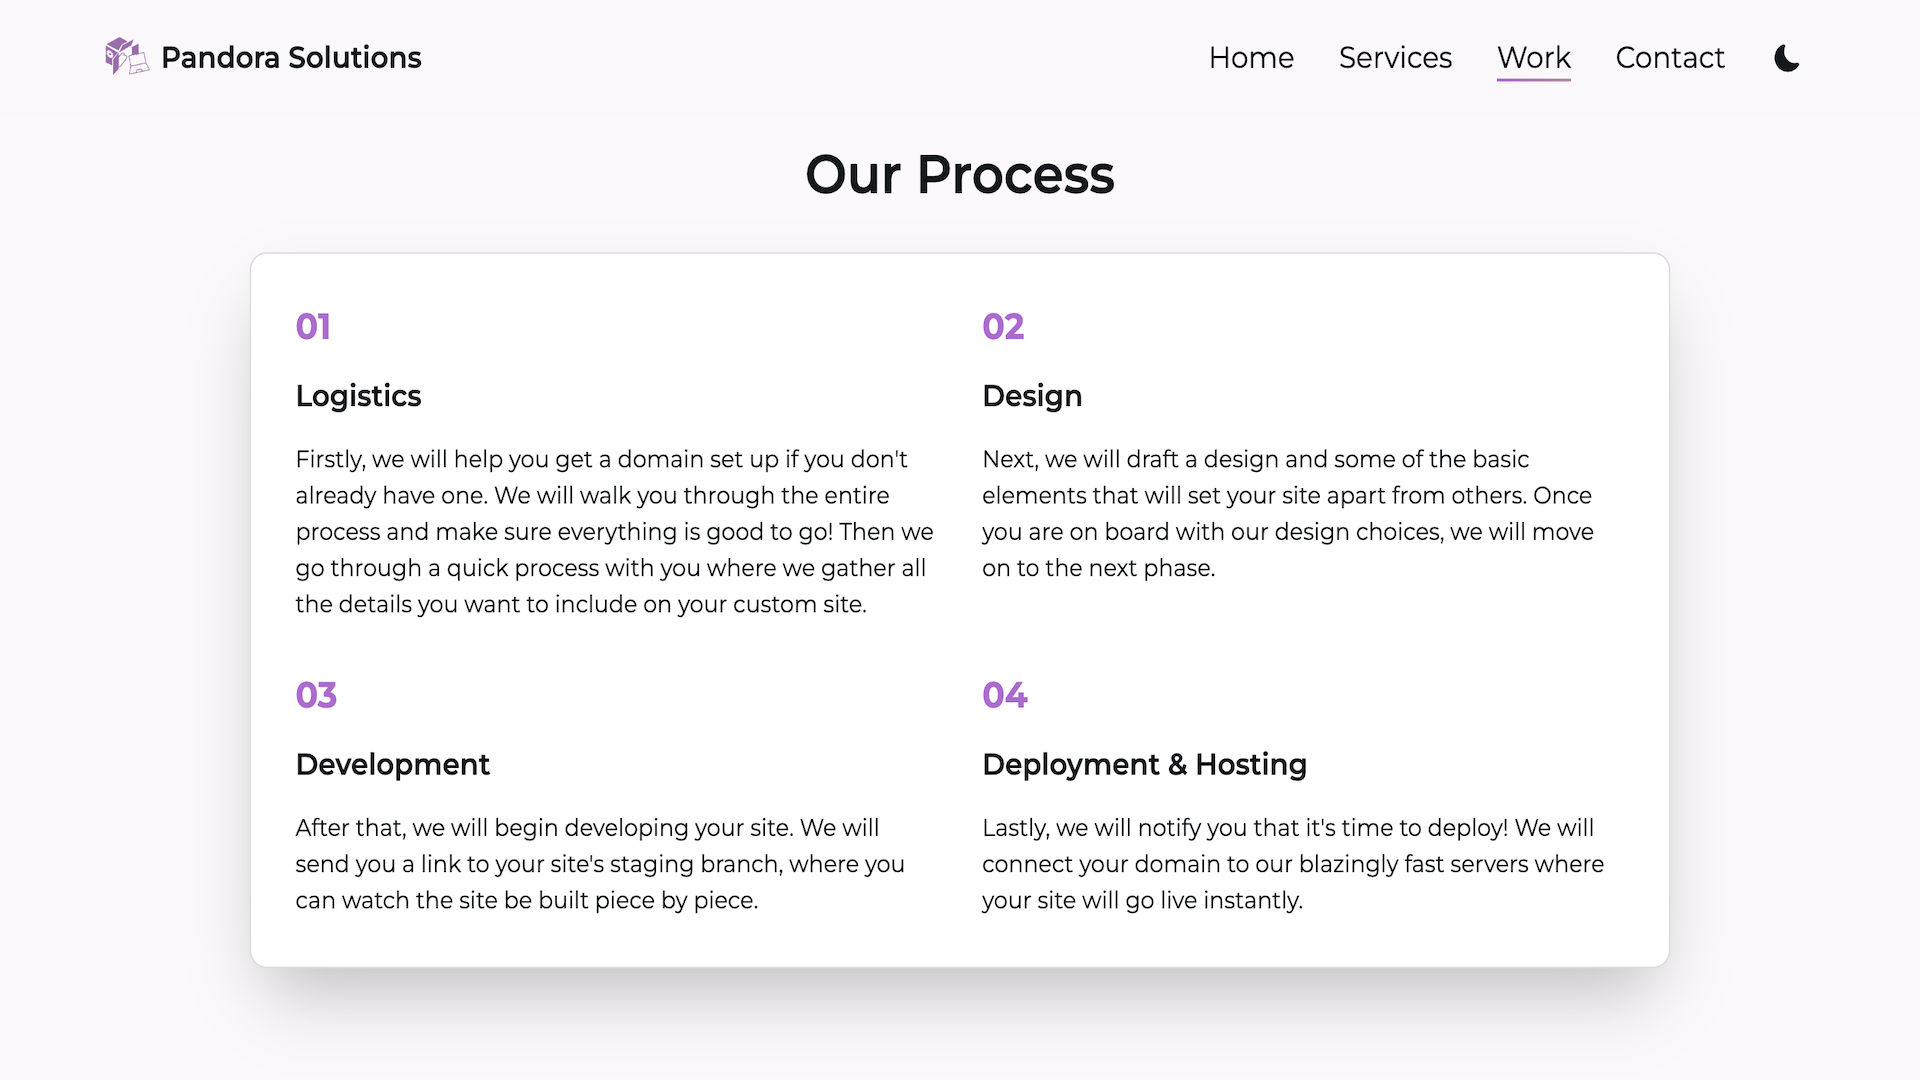 Pandora Solutions
Home
Services
Work
Contact
Our Process
01
Logistics
Firstly, we will help you get a domain set up if you don't
already have one. We will walk you through the entire
process and make sure everything is good to go! Then we
go through a quick process with you where we gather all
the details you want to include on your custom site.
02
Design
Next, we will draft a design and some of the basic
elements that will set your site apart from others. Once
you are on board with our design choices, we will move
on to the next phase.
03
Development
After that, we will begin developing your site. We will
send you a link to your site's staging branch, where you
can watch the site be built piece by piece.
04
Deployment & Hosting
Lastly, we will notify you that it's time to deploy! We will
connect your domain to our blazingly fast servers where
your site will go live instantly.